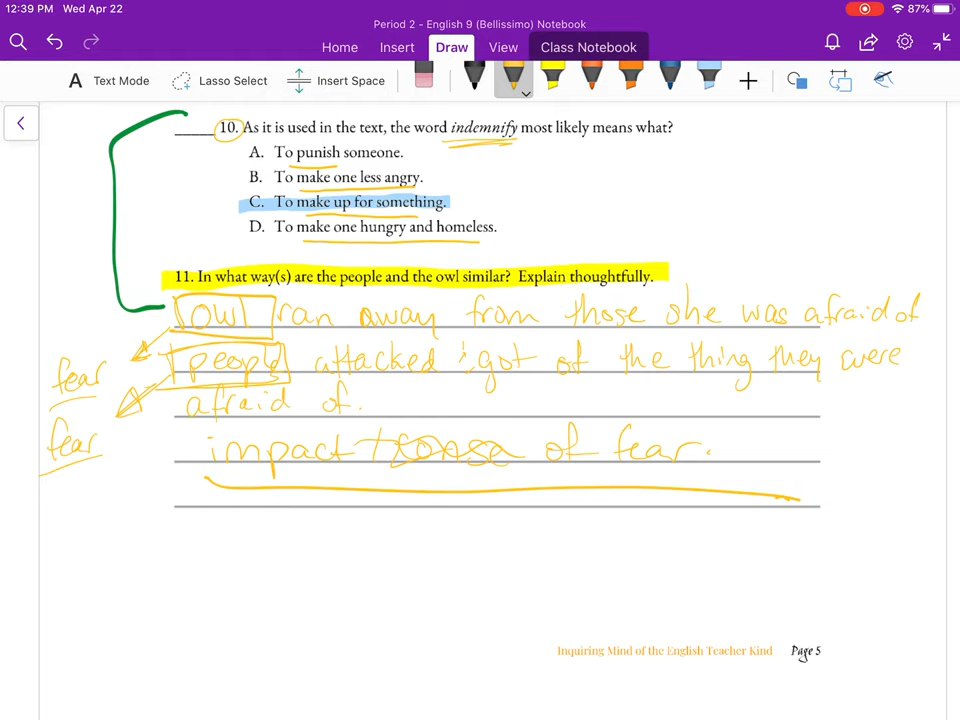 12:39 PM Wed Apr 22
87%
Period 2 - English 9 (Bellissimo) Notebook
Home Insert Draw View Class Notebook
A Text Mode Lasso Select Insert Space
_____ 10. As it is used in the text, the word indemnify most likely means what?
A. To punish someone.
B. To make one less angry.
C. To make up for something.
D. To make one hungry and homeless.
11. In what way(s) are the people and the owl similar? Explain thoughtfully.
owl ran away from those she was afraid of
people attacked & got of the thing they were
fear
afraid of.
fear
impact of fear.
Inquiring Mind of the English Teacher Kind Page 5